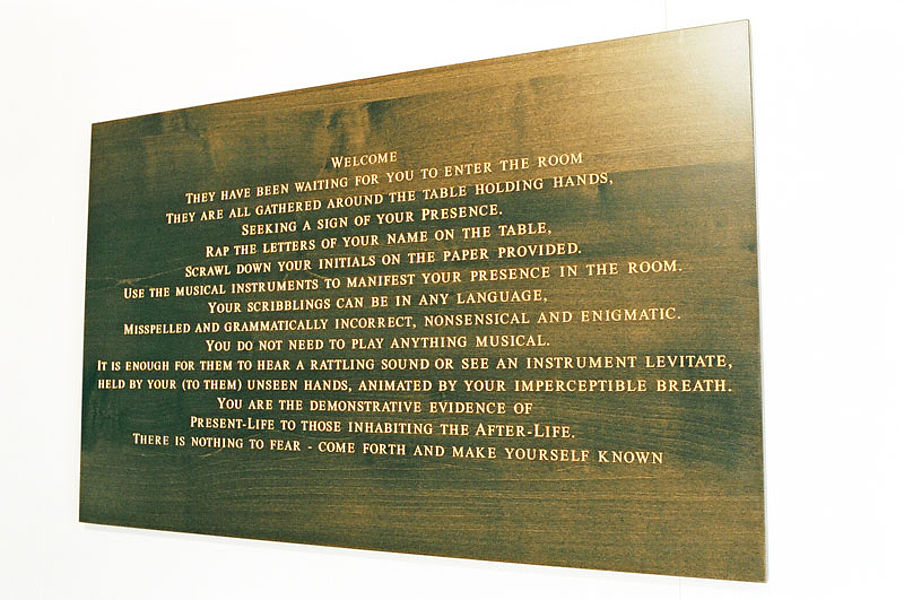 Welcome
They have been waiting for you to enter the room
They are all gathered around the table holding hands,
Seeking a sign of your Presence.
Rap the letters of your name on the table,
Scrawl down your initials on the paper provided.
Use the musical instruments to manifest your presence in the room.
Your scribblings can be in any language,
Misspelled and grammatically incorrect, nonsensical and enigmatic.
You do not need to play anything musical.
It is enough for them to hear a rattling sound or see an instrument levitate,
held by your (to them) unseen hands, animated by your imperceptible breath.
You are the demonstrative evidence of
Present-Life to those inhabiting the After-Life.
There is nothing to fear - come forth and make yourself known